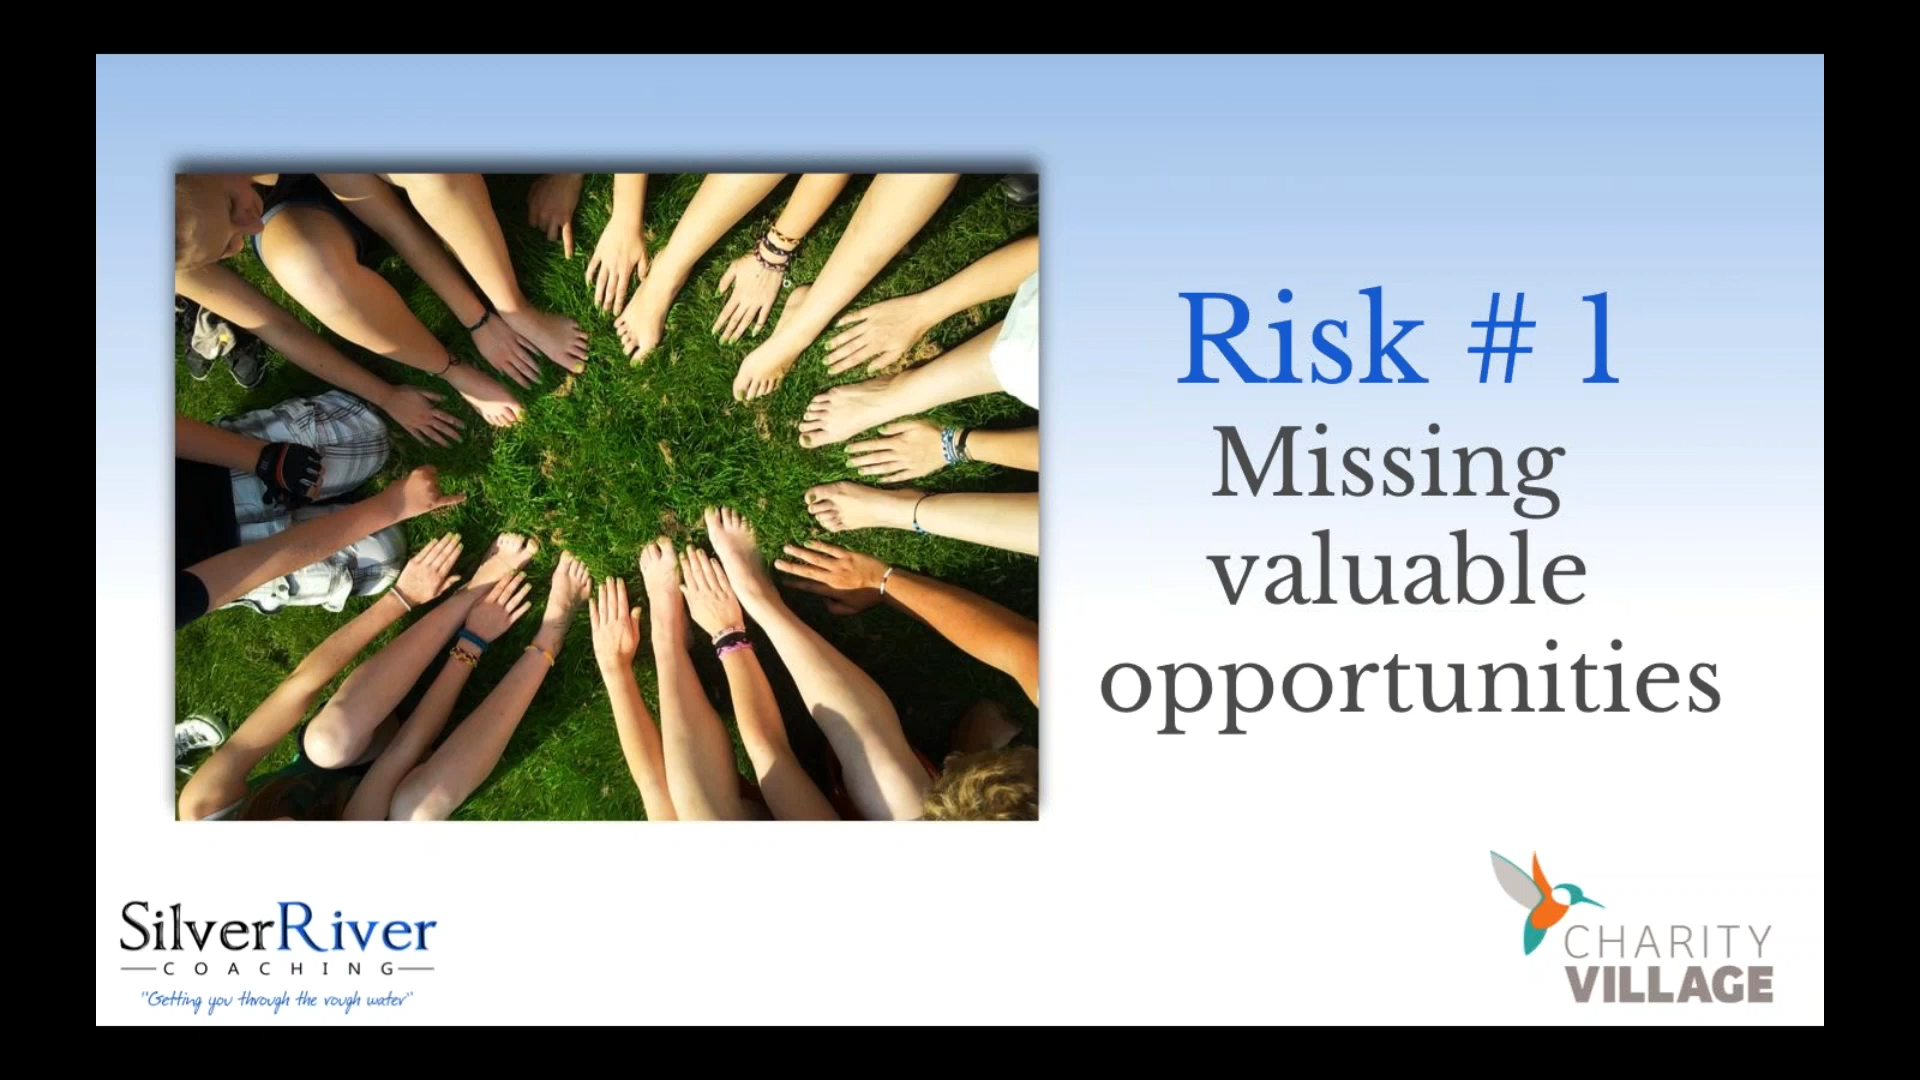 Risk # 1
Missing
valuable
opportunities
SilverRiver
COACHING
"Getting you through the rough water"
CHARITY
VILLAGE